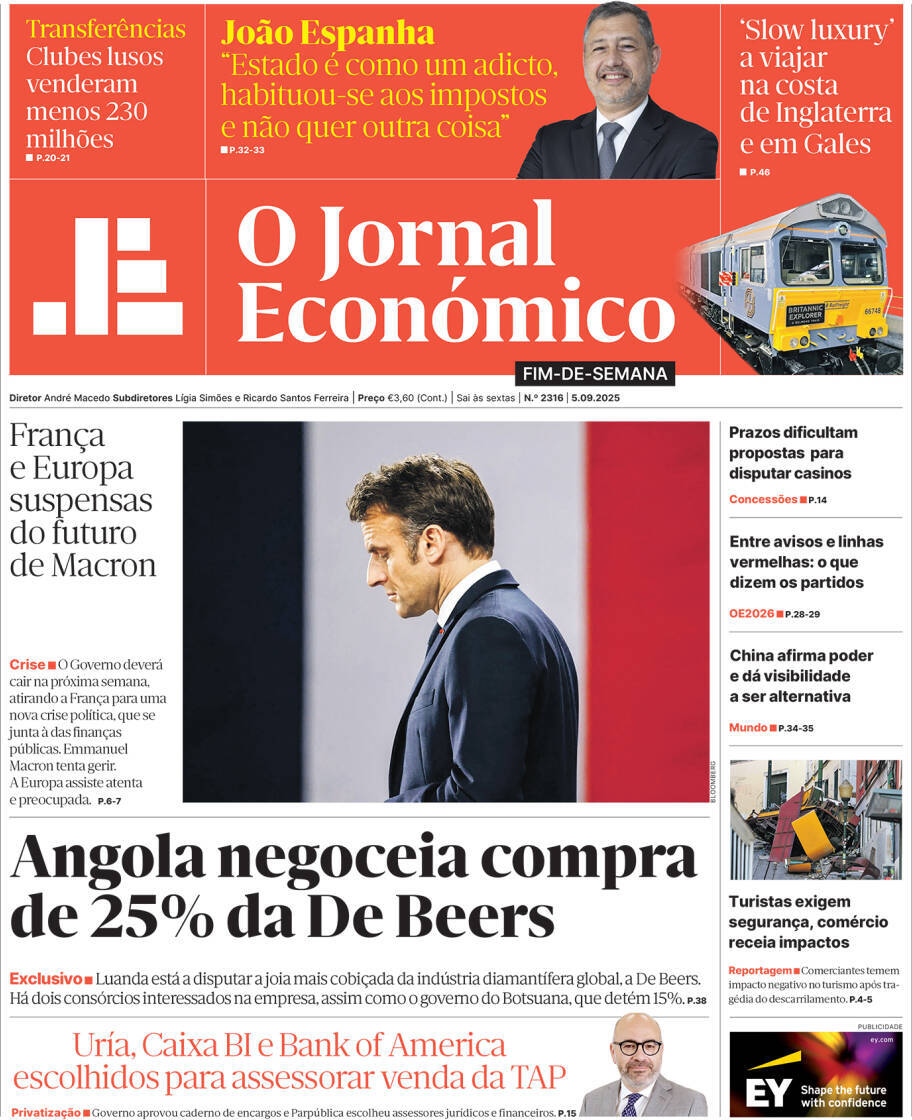 Transferências
Clubes lusos
venderam
menos 230
milhões
P.20-21
João Espanha
“Estado é como um adicto,
habituou-se aos impostos
e não quer outra coisa”
P.32-33
‘Slow luxury’
a viajar
na costa
de Inglaterra
e em Gales
P.46
JE
O Jornal
Económico
BRITANNIC
EXPLORER
66748
FIM-DE-SEMANA
Diretor André Macedo Subdiretores Lígia Simões e Ricardo Santos Ferreira | Preço €3,60 (Cont.) | Sai às sextas | N.º 2316 | 5.09.2025
França
e Europa
suspensas
do futuro
de Macron
Crise ■ O Governo deverá
cair na próxima semana,
atirando a França para uma
nova crise política, que se
junta à das finanças
públicas. Emmanuel
Macron tenta gerir.
A Europa assiste atenta
e preocupada. P.6-7
BLOOMBERG
Prazos dificultam
propostas para
disputar casinos
Concessões ■ P.14
Entre avisos e linhas
vermelhas: o que
dizem os partidos
OE2026 ■ P.28-29
China afirma poder
e dá visibilidade
a ser alternativa
Mundo ■ P.34-35
Turistas exigem
segurança, comércio
receia impactos
Reportagem ■ Comerciantes temem
impacto negativo no turismo após tra-
gédia do descarrilamento. P.4-5
Angola negoceia compra
de 25% da De Beers
Exclusivo ■ Luanda está a disputar a joia mais cobiçada da indústria diamantífera global, a De Beers.
Há dois consórcios interessados na empresa, assim como o governo do Botsuana, que detém 15%. P.38
Uría, Caixa BI e Bank of America
escolhidos para assessorar venda da TAP
Privatização ■ Governo aprovou caderno de encargos e Parpública escolheu assessores jurídicos e financeiros. P.15
PUBLICIDADE
ey.com
EY
Shape the future
with confidence